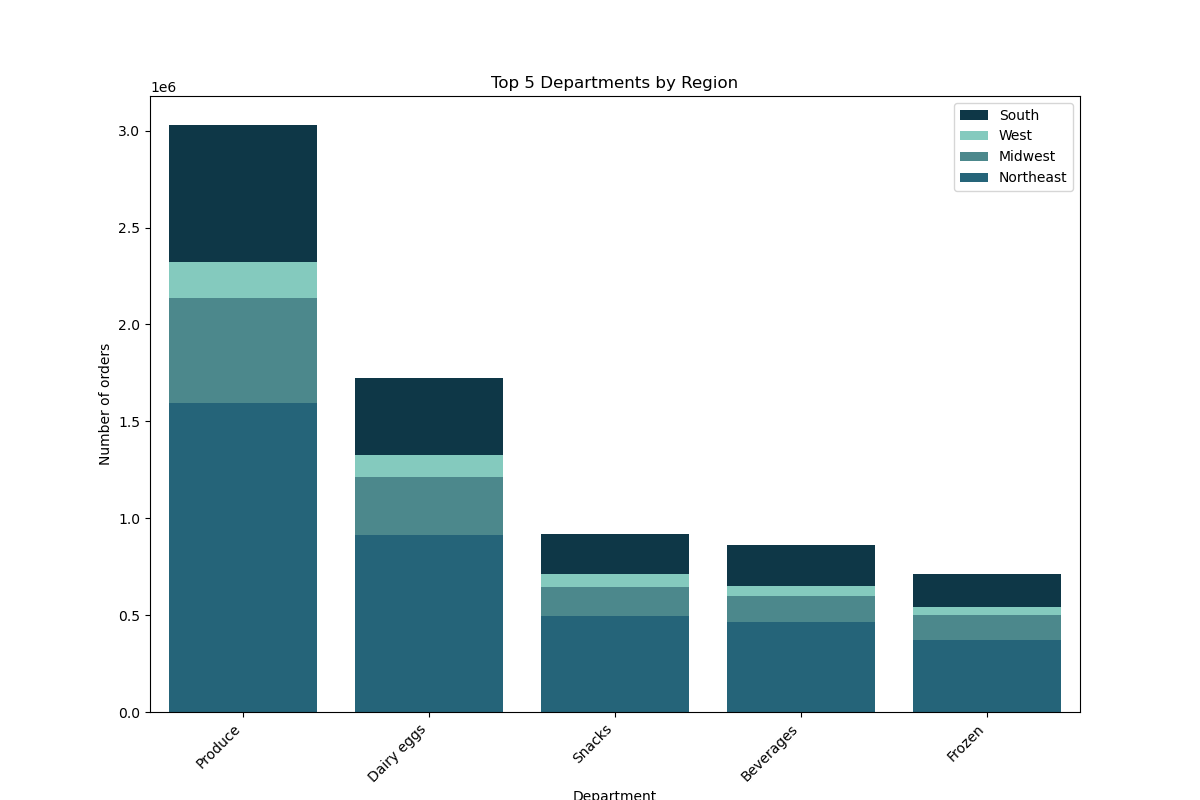 Top 5 Departments by Region
1e6
3.0
2.5
2.0
1.5
1.0
0.5
0.0
Number of orders
South
West
Midwest
Northeast
Produce
Dairy eggs
Snacks
Beverages
Frozen
Department